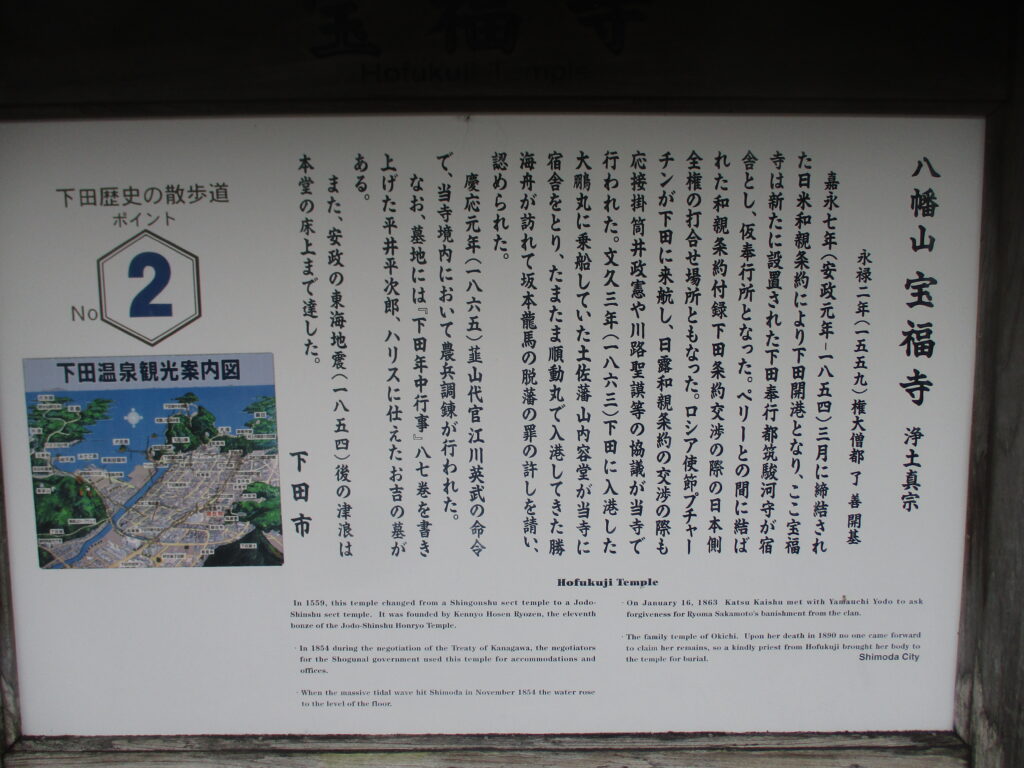 宝福寺
Hofukuji Temple
八幡山 宝福寺 浄土真宗
永禄二年(一五五九)権大僧都 了善開基
嘉永七年(安政元年−一八五四)三月に締結され
た日米和親条約により下田開港となり、ここ宝福
寺は新たに設置された下田奉行都筑駿河守が宿
舎とし、仮奉行所となった。ペリーとの間に結ば
れた和親条約付録下田条約交渉の際の日本側
全権の打合せ場所ともなった。ロシア使節プチャー
チンが下田に来航し、日露和親条約の交渉の際も
応接掛筒井政憲や川路聖謨等の協議が当寺で
行われた。文久三年(一八六三)下田に入港した
大鵬丸に乗船していた土佐藩山内容堂が当寺に
宿舎をとり、たまたま順動丸で入港してきた勝
海舟が訪れて坂本龍馬の脱藩の罪の許しを請い、
認められた。
慶応元年(一八六五)韮山代官江川英武の命令
で、当寺境内において農兵調錬が行われた。
なお、墓地には『下田年中行事』八七巻を書き
上げた平井平次郎、ハリスに仕えたお吉の墓が
ある。
また、安政の東海地震(一八五四)後の津浪は
本堂の床上まで達した。
下田市
下田歴史の散歩道
ポイント
No 2
下田温泉観光案内図
Hofukuji Temple
In 1559, this temple changed from a Shingonshu sect temple to a Jodo-
Shinshu sect temple. It was founded by Kennyo Hosen Ryozen, the eleventh
bonze of the Jodo-Shinshu Honryo Temple.
· In 1854 during the negotiation of the Treaty of Kanagawa, the negotiators
for the Shogunal government used this temple for accommodations and
offices.
· When the massive tidal wave hit Shimoda in November 1854 the water rose
to the level of the floor.
· On January 16, 1863 Katsu Kaishu met with Yamauchi Yodo to ask
forgiveness for Ryoma Sakamoto's banishment from the clan.
· The family temple of Okichi. Upon her death in 1890 no one came forward
to claim her remains, so a kindly priest from Hofukuji brought her body to
the temple for burial.
Shimoda City